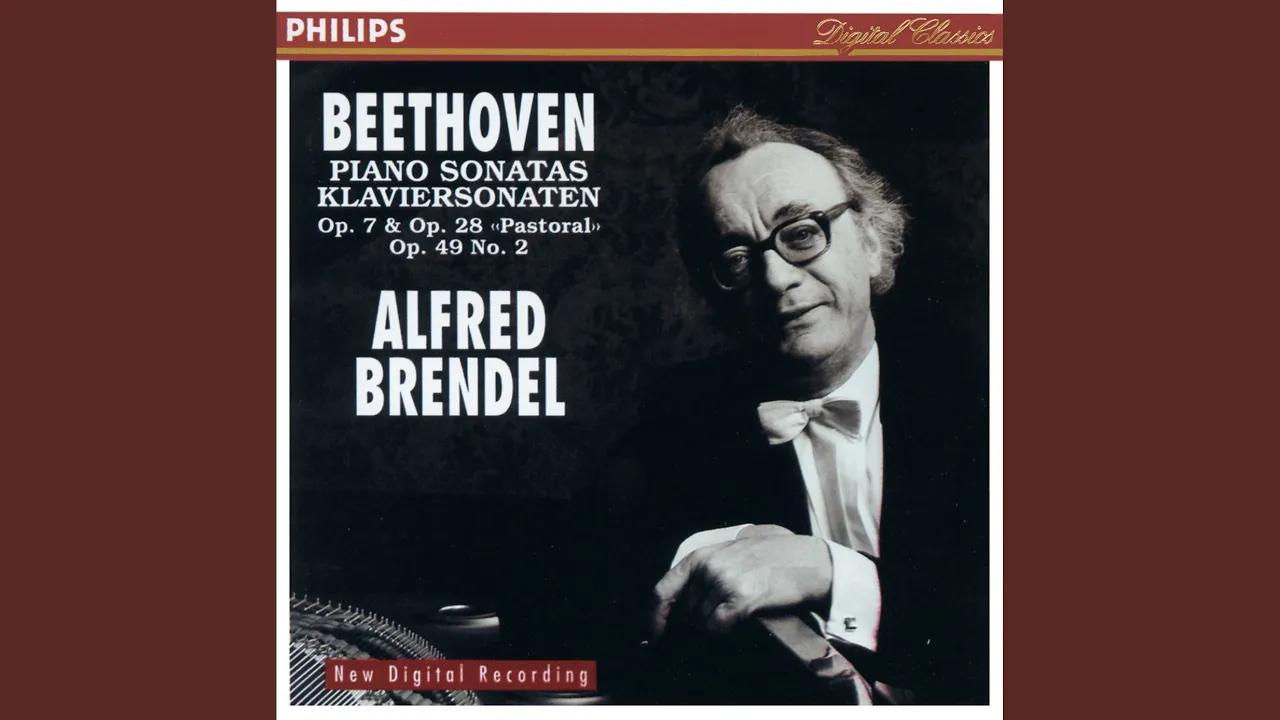 PHILIPS
Digital Classics
BEETHOVEN
PIANO SONATAS
KLAVIERSONATEN
Op. 7 & Op. 28 «Pastoral»
Op. 49 No. 2
ALFRED
BRENDEL
New Digital Recording